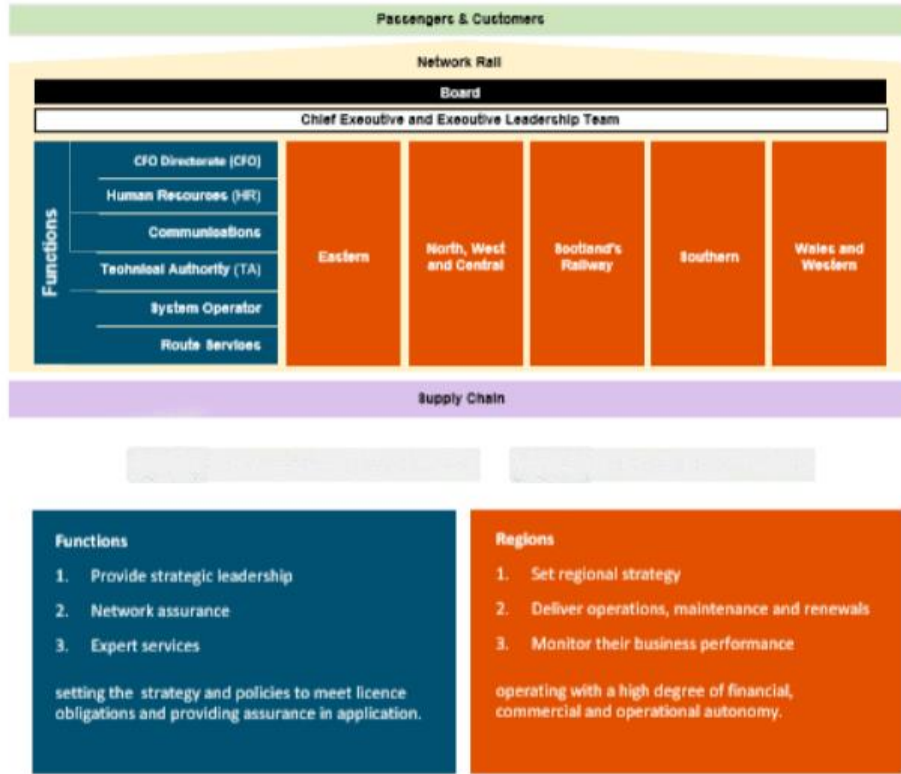 Passengers & Customers
Network Rail
Board
Chief Executive and Executive Leadership Team
Functions
CFO Directorate (CFO)
Human Resources (HR)
Communications
Technical Authority (TA)
System Operator
Route Services
Eastern
North, West
and Central
Scotland's
Railway
Southern
Wales and
Western
Supply Chain
Functions
1. Provide strategic leadership
2. Network assurance
3. Expert services
setting the strategy and policies to meet licence
obligations and providing assurance in application.
Regions
1. Set regional strategy
2. Deliver operations, maintenance and renewals
3. Monitor their business performance
operating with a high degree of financial,
commercial and operational autonomy.